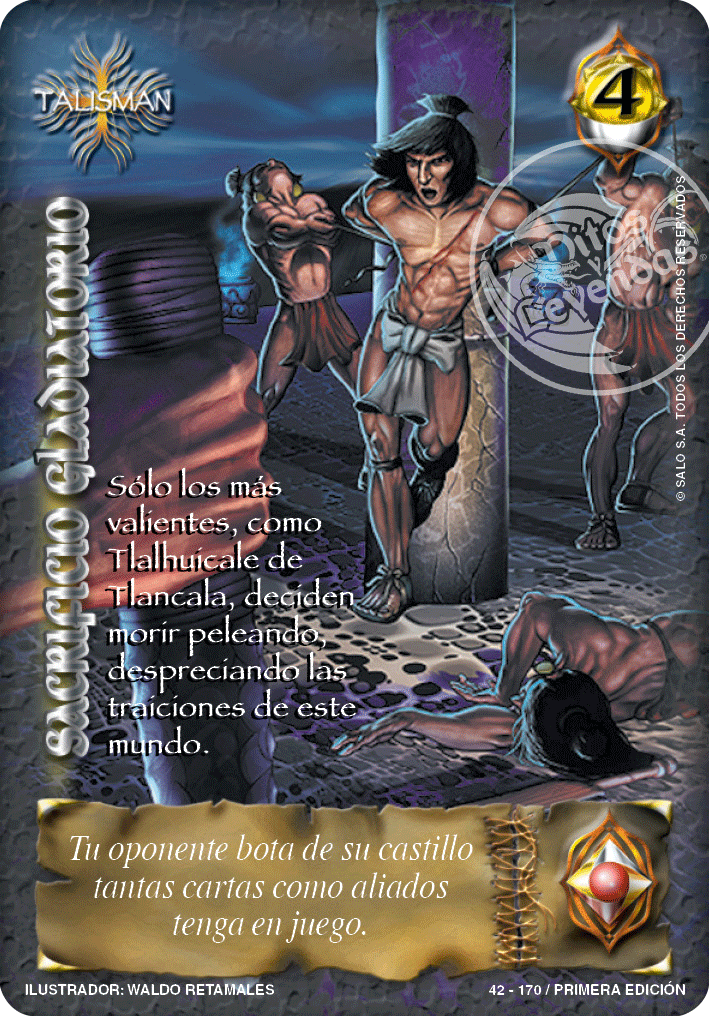 TALISMAN
4
SACRIFICIO GLADIATORIO
Mitos
y
Leyendas
®
© SALO S.A. TODOS LOS DERECHOS RESERVADOS
Sólo los más
valientes, como
Tlalhuicale de
Tlancala, deciden
morir peleando,
despreciando las
traiciones de este
mundo.
Tu oponente bota de su castillo
tantas cartas como aliados
tenga en juego.
ILUSTRADOR: WALDO RETAMALES
42 - 170 / PRIMERA EDICIÓN